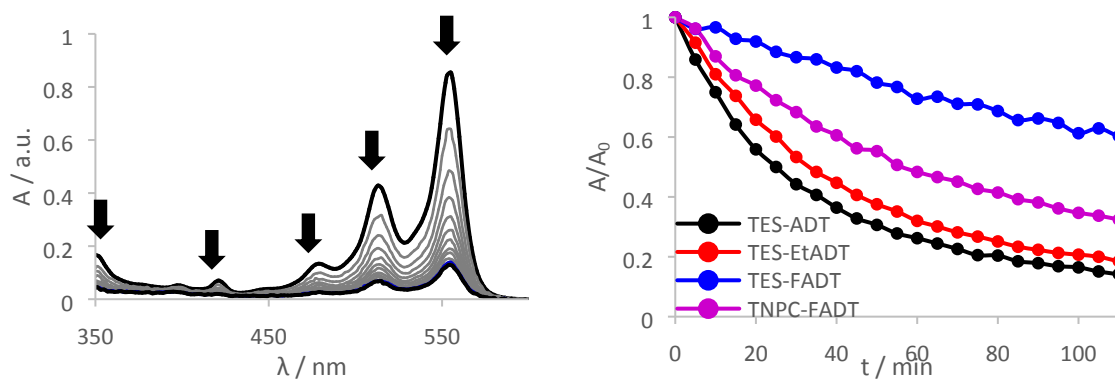 1
0.8
0.6
0.4
0.2
0
A / a.u.
350
450
550
λ / nm
1
0.8
0.6
0.4
0.2
0
A/A0
TES-ADT
TES-EtADT
TES-FADT
TNPC-FADT
0
20
40
60
80
100
t / min